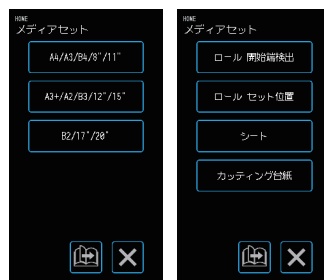 HOME
メディアセット
A4/A3/B4/8"/11"
A3+/A2/B3/12"/15"
B2/17"/20"
HOME
メディアセット
ロール 開始端検出
ロール セット位置
シート
カッティング台紙